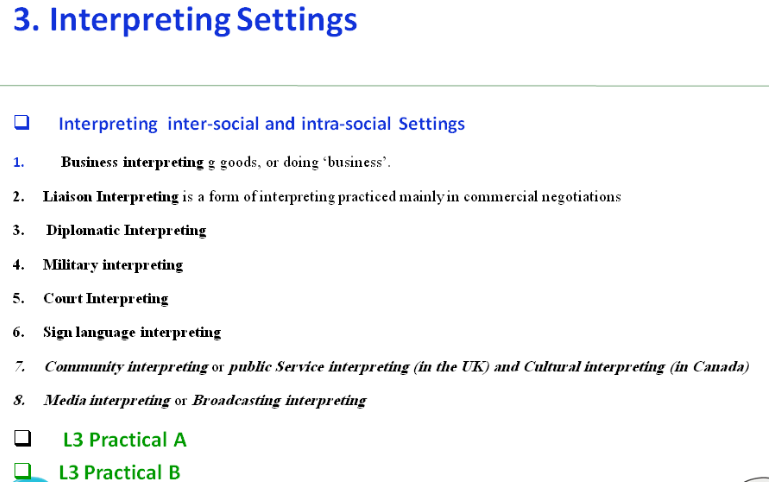 3. Interpreting Settings
Interpreting inter-social and intra-social Settings
1. Business interpreting g goods, or doing ‘business’.
2. Liaison Interpreting is a form of interpreting practiced mainly in commercial negotiations
3. Diplomatic Interpreting
4. Military interpreting
5. Court Interpreting
6. Sign language interpreting
7. Community interpreting or public Service interpreting (in the UK) and Cultural interpreting (in Canada)
8. Media interpreting or Broadcasting interpreting
L3 Practical A
L3 Practical B